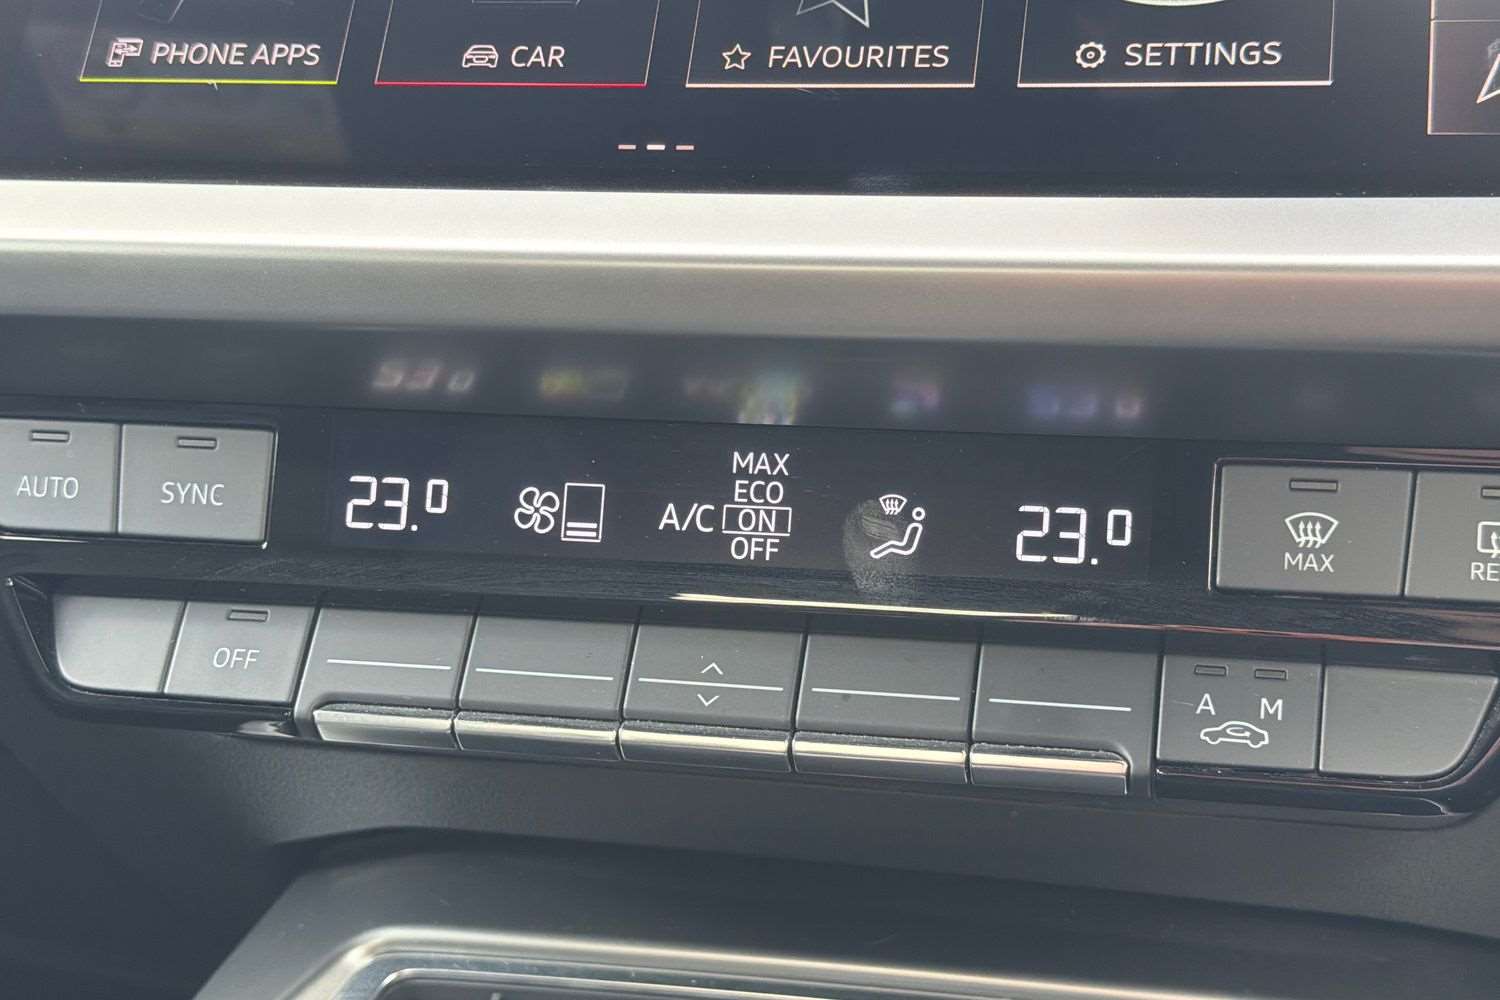 PHONE APPS
CAR
FAVOURITES
SETTINGS
AUTO
SYNC
23.0
A/C
MAX
ECO
ON
OFF
23.0
MAX
OFF
A M